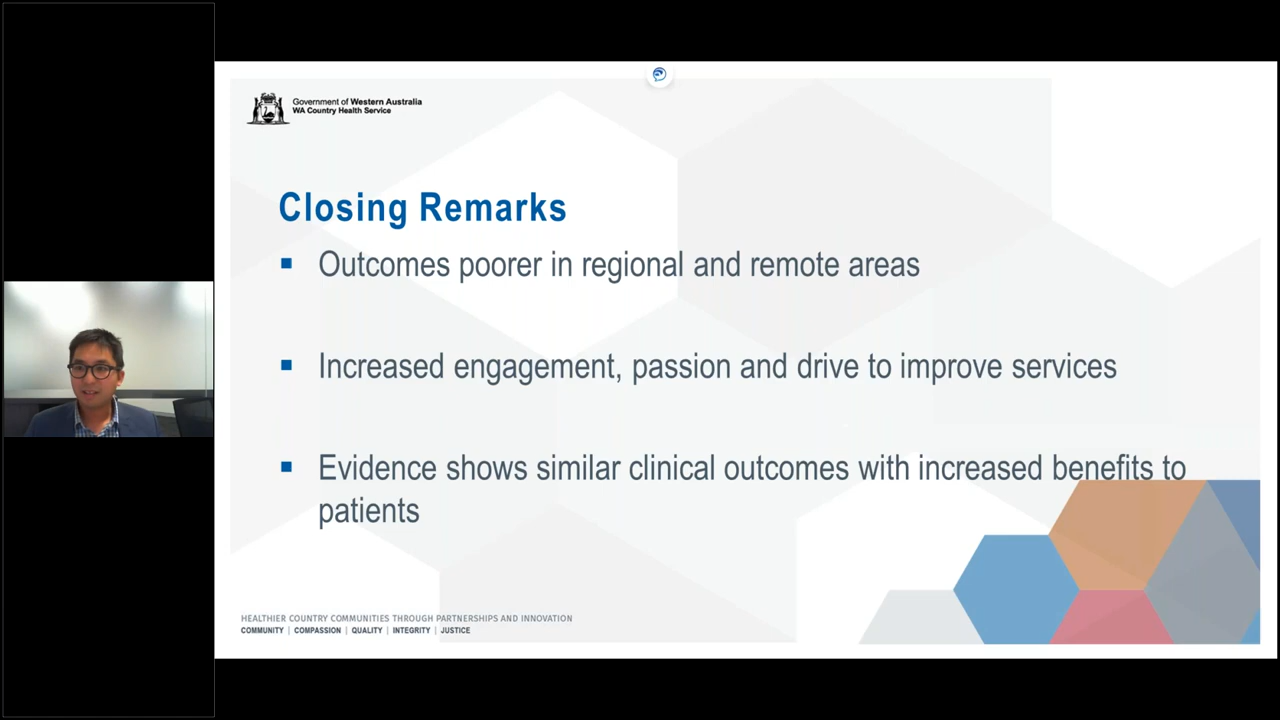 Government of Western Australia
WA Country Health Service
Closing Remarks
Outcomes poorer in regional and remote areas
Increased engagement, passion and drive to improve services
Evidence shows similar clinical outcomes with increased benefits to
patients
HEALTHIER COUNTRY COMMUNITIES THROUGH PARTNERSHIPS AND INNOVATION
COMMUNITY | COMPASSION | QUALITY | INTEGRITY | JUSTICE